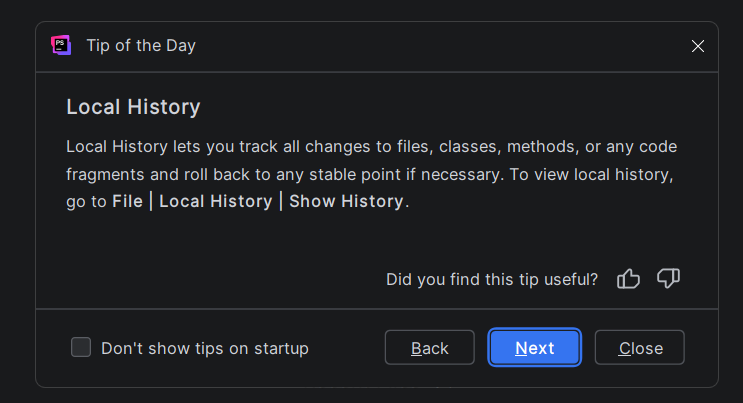 PS
Tip of the Day
Local History
Local History lets you track all changes to files, classes, methods, or any code
fragments and roll back to any stable point if necessary. To view local history,
go to File | Local History | Show History.
Did you find this tip useful?
Don't show tips on startup
Back
Next
Close